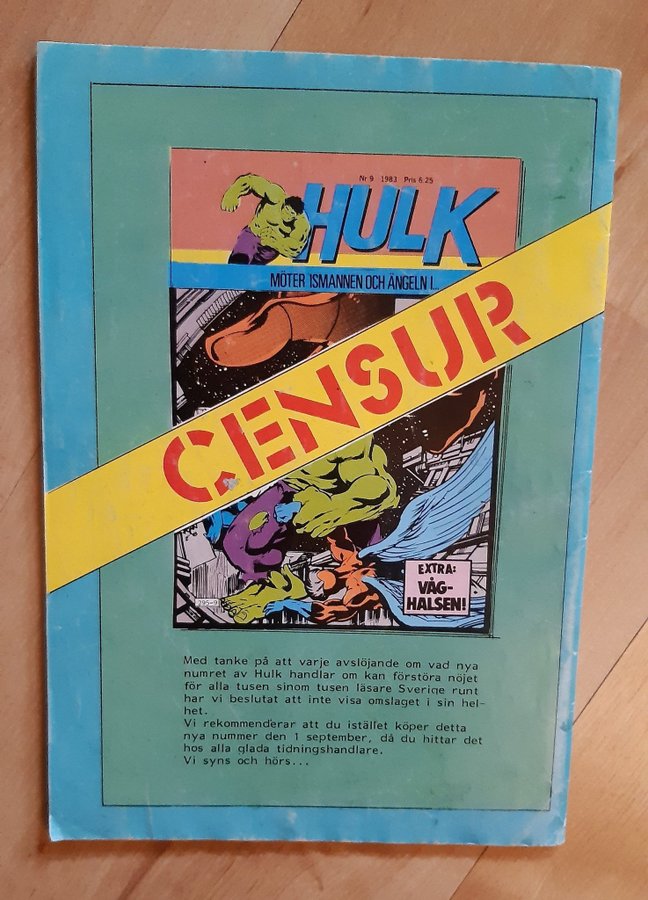 Nr 9 1983 Pris 6:25
HULK
MÖTER ISMANNEN OCH ÄNGELN I...
CENSUR
EXTRA:
VÅG-
HALSEN!
295-9
Med tanke på att varje avslöjande om vad nya
numret av Hulk handlar om kan förstöra nöjet
för alla tusen sinom tusen läsare Sverige runt
har vi beslutat att inte visa omslaget i sin hel-
het.
Vi rekommenderar att du istället köper detta
nya nummer den 1 september, då du hittar det
hos alla glada tidningshandlare.
Vi syns och hörs...